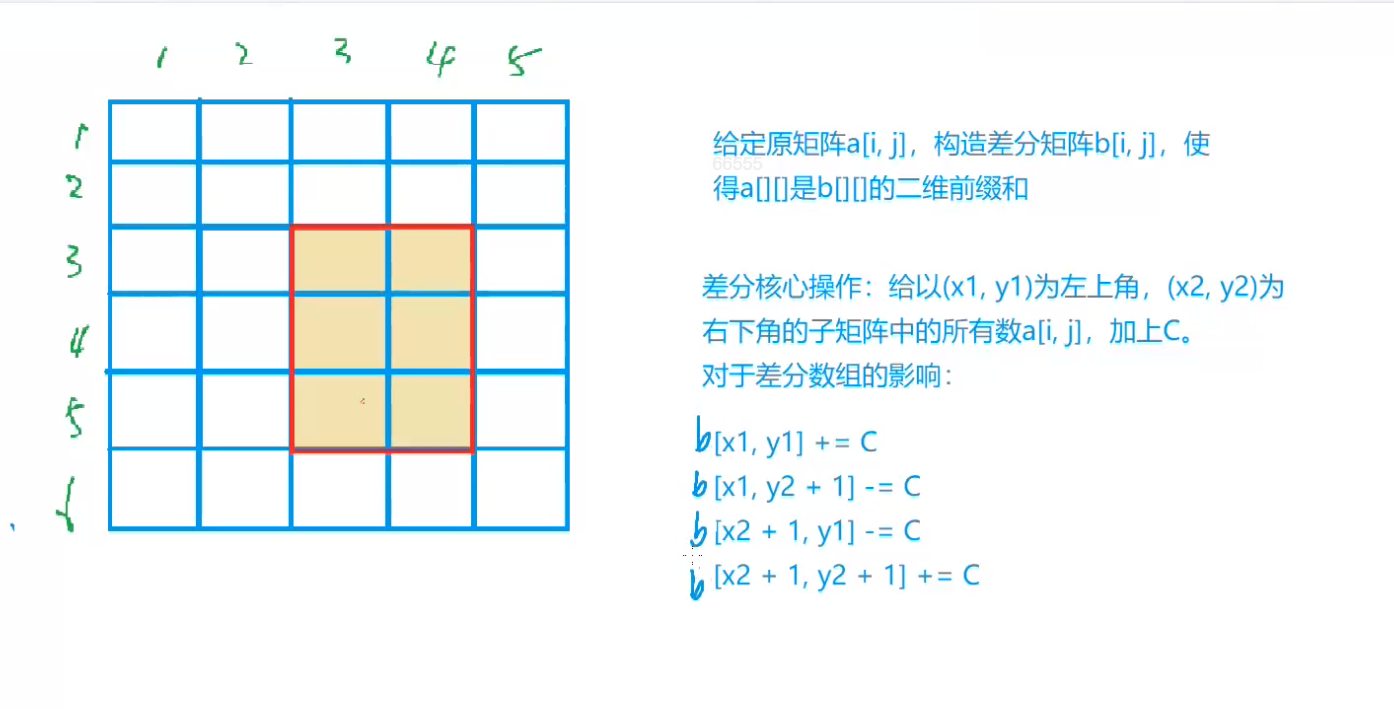 1 2 3 4 5
1
2
3
4
5
给定原矩阵a[i, j]，构造差分矩阵b[i, j]，使
66555
得a[][]是b[][]的二维前缀和
差分核心操作：给以(x1, y1)为左上角，(x2, y2)为
右下角的子矩阵中的所有数a[i, j]，加上C。
对于差分数组的影响：
b[x1, y1] += C
b[x1, y2 + 1] -= C
b[x2 + 1, y1] -= C
b[x2 + 1, y2 + 1] += C